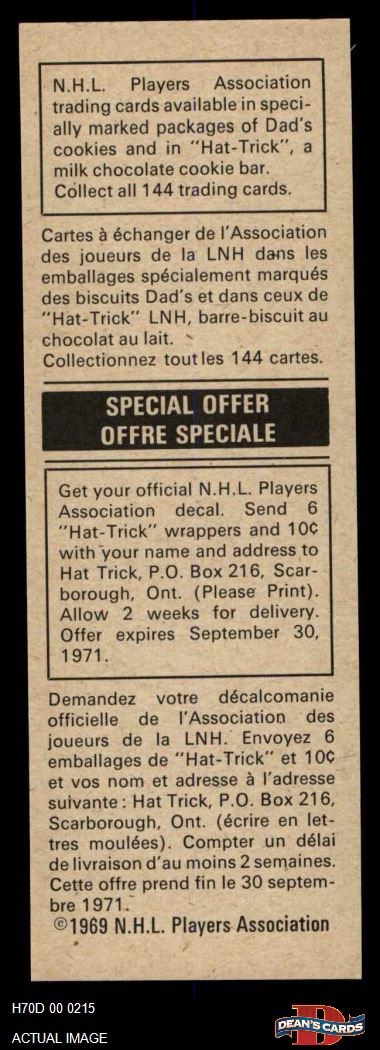 N.H.L. Players Association
trading cards available in speci-
ally marked packages of Dad's
cookies and in "Hat-Trick", a
milk chocolate cookie bar.
Collect all 144 trading cards.
Cartes à échanger de l'Association
des joueurs de la LNH dans les
emballages spécialement marqués
des biscuits Dad's et dans ceux de
"Hat-Trick" LNH, barre-biscuit au
chocolat au lait.
Collectionnez toutles 144 cartes.
SPECIAL OFFER
OFFRE SPECIALE
Get your official N.H.L. Players
Association decal. Send 6
"Hat-Trick" wrappers and 10¢
with your name and address to
Hat Trick, P.O. Box 216, Scar-
borough, Ont. (Please Print).
Allow 2 weeks for delivery.
Offer expires September 30,
1971.
Demandez votre décalcomanie
officielle de l'Association des
joueurs de la LNH. Envoyez 6
emballages de "Hat-Trick" et 10¢
et vos nom et adresse à l'adresse
suivante: Hat Trick, P.O. Box 216,
Scarborough, Ont. (écrire en let-
tres moulées). Compter un délai
de livraison d'au moins 2 semaines.
Cette offre prend fin le 30 septem-
bre 1971.
©1969 N.H.L. Players Association
H70D 00 0215
ACTUAL IMAGE
DEAN'S CARDS